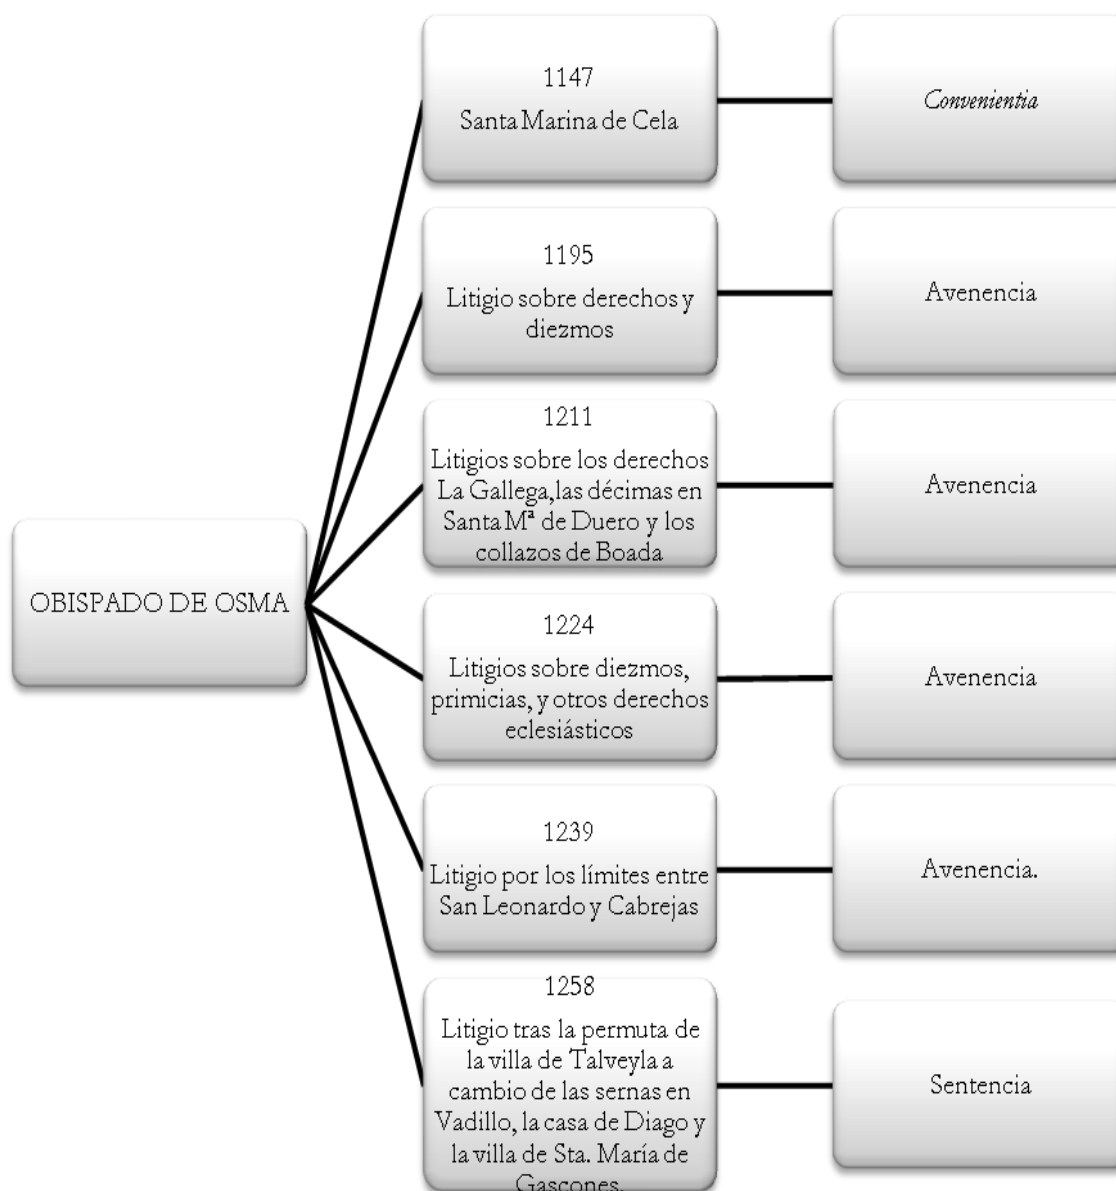 OBISPADO DE OSMA
1147
Santa Marina de Cela
Convenientia
1195
Litigio sobre derechos y
diezmos
Avenencia
1211
Litigios sobre los derechos
La Gallega,las décimas en
Santa Mª de Duero y los
collazos de Boada
Avenencia
1224
Litigios sobre diezmos,
primicias, y otros derechos
eclesiásticos
Avenencia
1239
Litigio por los límites entre
San Leonardo y Cabrejas
Avenencia.
1258
Litigio tras la permuta de
la villa de Talveyla a
cambio de las sernas en
Vadillo, la casa de Diago y
la villa de Sta. María de
Gascones.
Sentencia